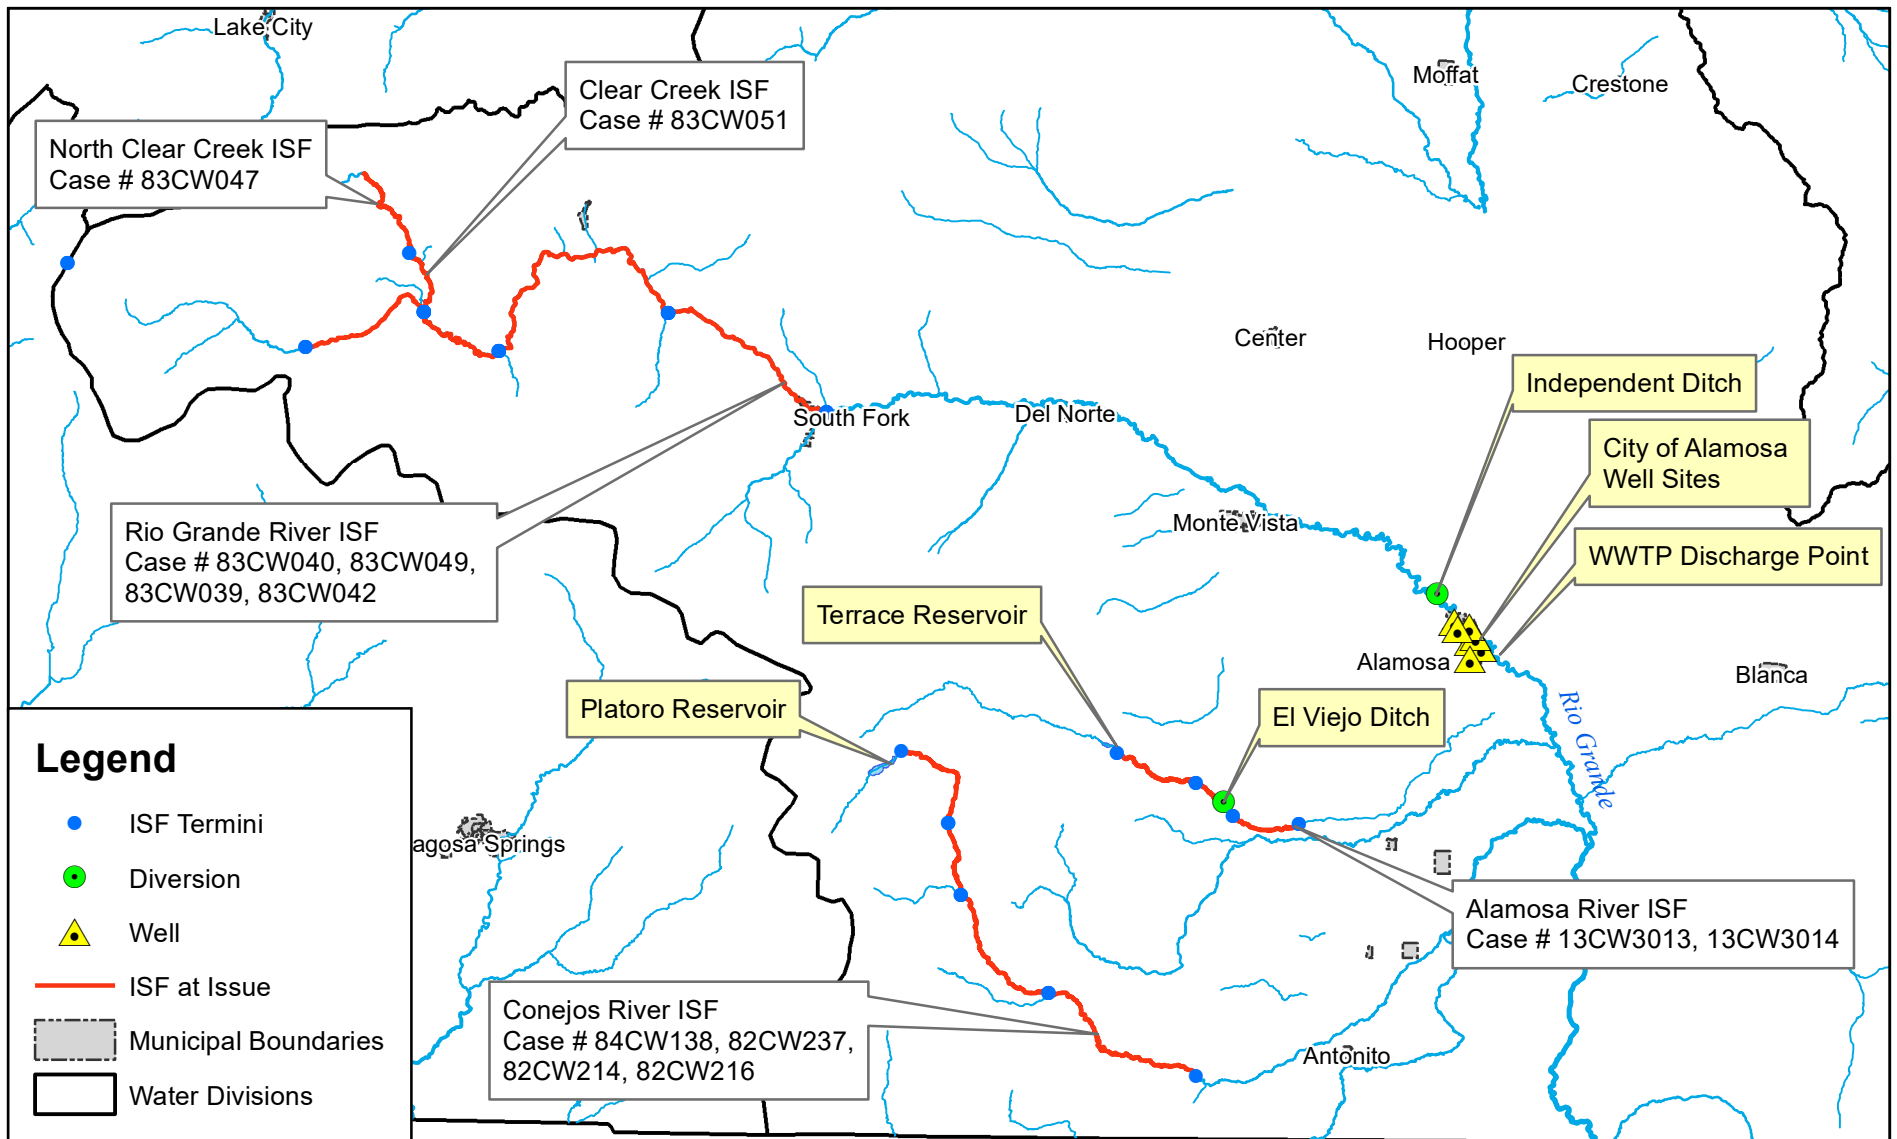 Lake City
Moffat
Crestone
Clear Creek ISF
Case # 83CW051
North Clear Creek ISF
Case # 83CW047
Center
Hooper
Independent Ditch
South Fork
Del Norte
City of Alamosa
Well Sites
Monte Vista
Rio Grande River ISF
Case # 83CW040, 83CW049,
83CW039, 83CW042
WWTP Discharge Point
Terrace Reservoir
Alamosa
Blanca
Platoro Reservoir
El Viejo Ditch
Rio Grande
agosa Springs
Alamosa River ISF
Case # 13CW3013, 13CW3014
Conejos River ISF
Case # 84CW138, 82CW237,
82CW214, 82CW216
Antonito
Legend
ISF Termini
Diversion
Well
ISF at Issue
Municipal Boundaries
Water Divisions